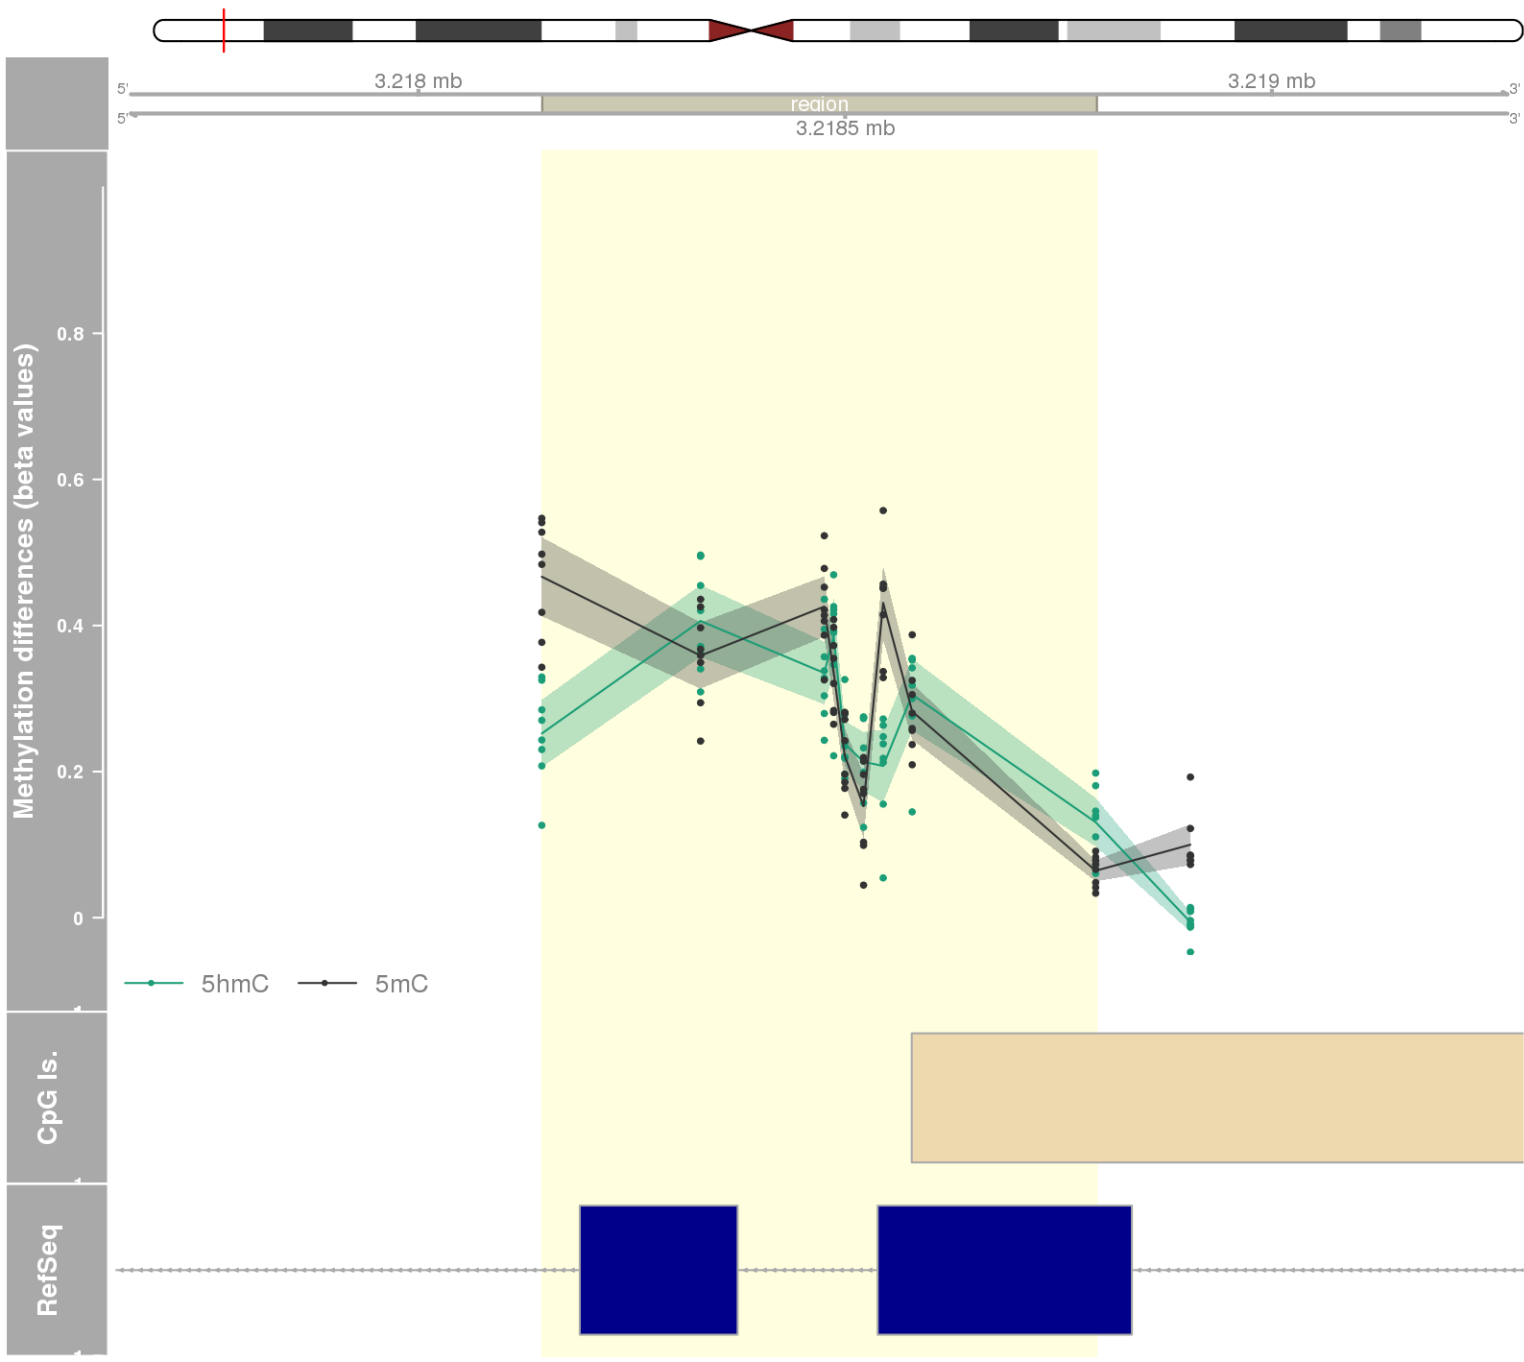 3.218 mb
3.219 mb
5'
3'
region
5'
3'
3.2185 mb
Methylation differences (beta values)
0.8
0.6
0.4
0.2
0
5hmC
5mC
CpG Is.
RefSeq